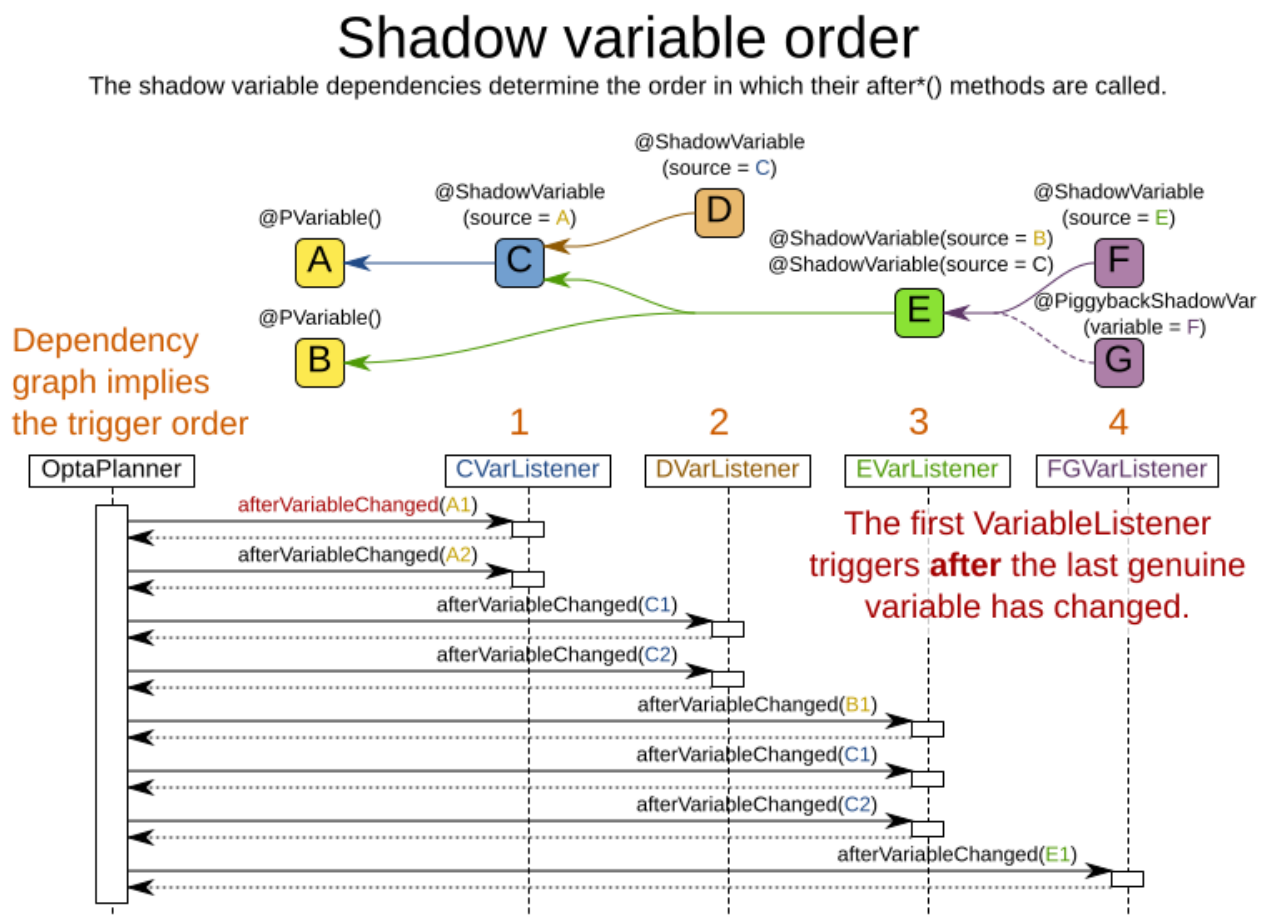 Shadow variable order
The shadow variable dependencies determine the order in which their after*() methods are called.
@ShadowVariable
(source = C)
@ShadowVariable
(source = A)
@ShadowVariable
(source = E)
@PVariable()
D
@ShadowVariable(source = B)
@ShadowVariable(source = C)
A
C
F
E
@PiggybackShadowVar
(variable = F)
@PVariable()
B
G
Dependency
graph implies
the trigger order
1
2
3
4
OptaPlanner
CVarListener
DVarListener
EVarListener
FGVarListener
afterVariableChanged(A1)
The first VariableListener
triggers after the last genuine
variable has changed.
afterVariableChanged(A2)
afterVariableChanged(C1)
afterVariableChanged(C2)
afterVariableChanged(B1)
afterVariableChanged(C1)
afterVariableChanged(C2)
afterVariableChanged(E1)